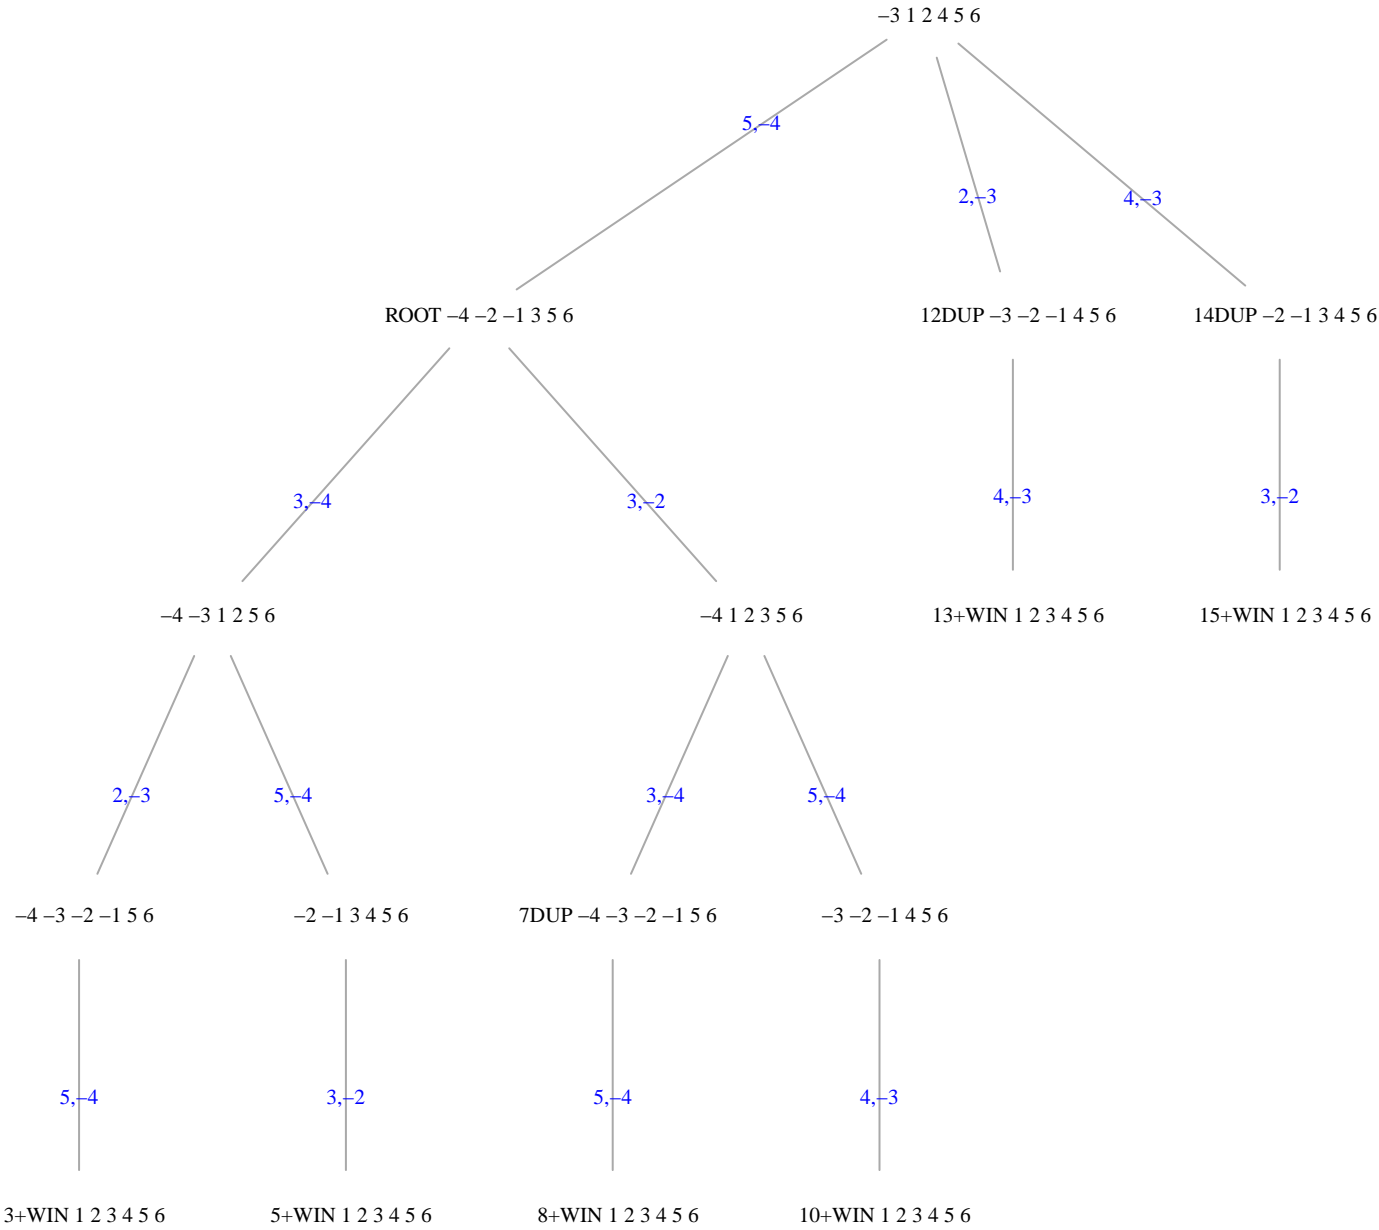 −3 1 2 4 5 6
5,−4
2,−3
4,−3
ROOT −4 −2 −1 3 5 6
12DUP −3 −2 −1 4 5 6
14DUP −2 −1 3 4 5 6
3,−4
3,−2
4,−3
3,−2
−4 −3 1 2 5 6
−4 1 2 3 5 6
13+WIN 1 2 3 4 5 6
15+WIN 1 2 3 4 5 6
2,−3
5,−4
3,−4
5,−4
−4 −3 −2 −1 5 6
−2 −1 3 4 5 6
7DUP −4 −3 −2 −1 5 6
−3 −2 −1 4 5 6
5,−4
3,−2
5,−4
4,−3
3+WIN 1 2 3 4 5 6
5+WIN 1 2 3 4 5 6
8+WIN 1 2 3 4 5 6
10+WIN 1 2 3 4 5 6